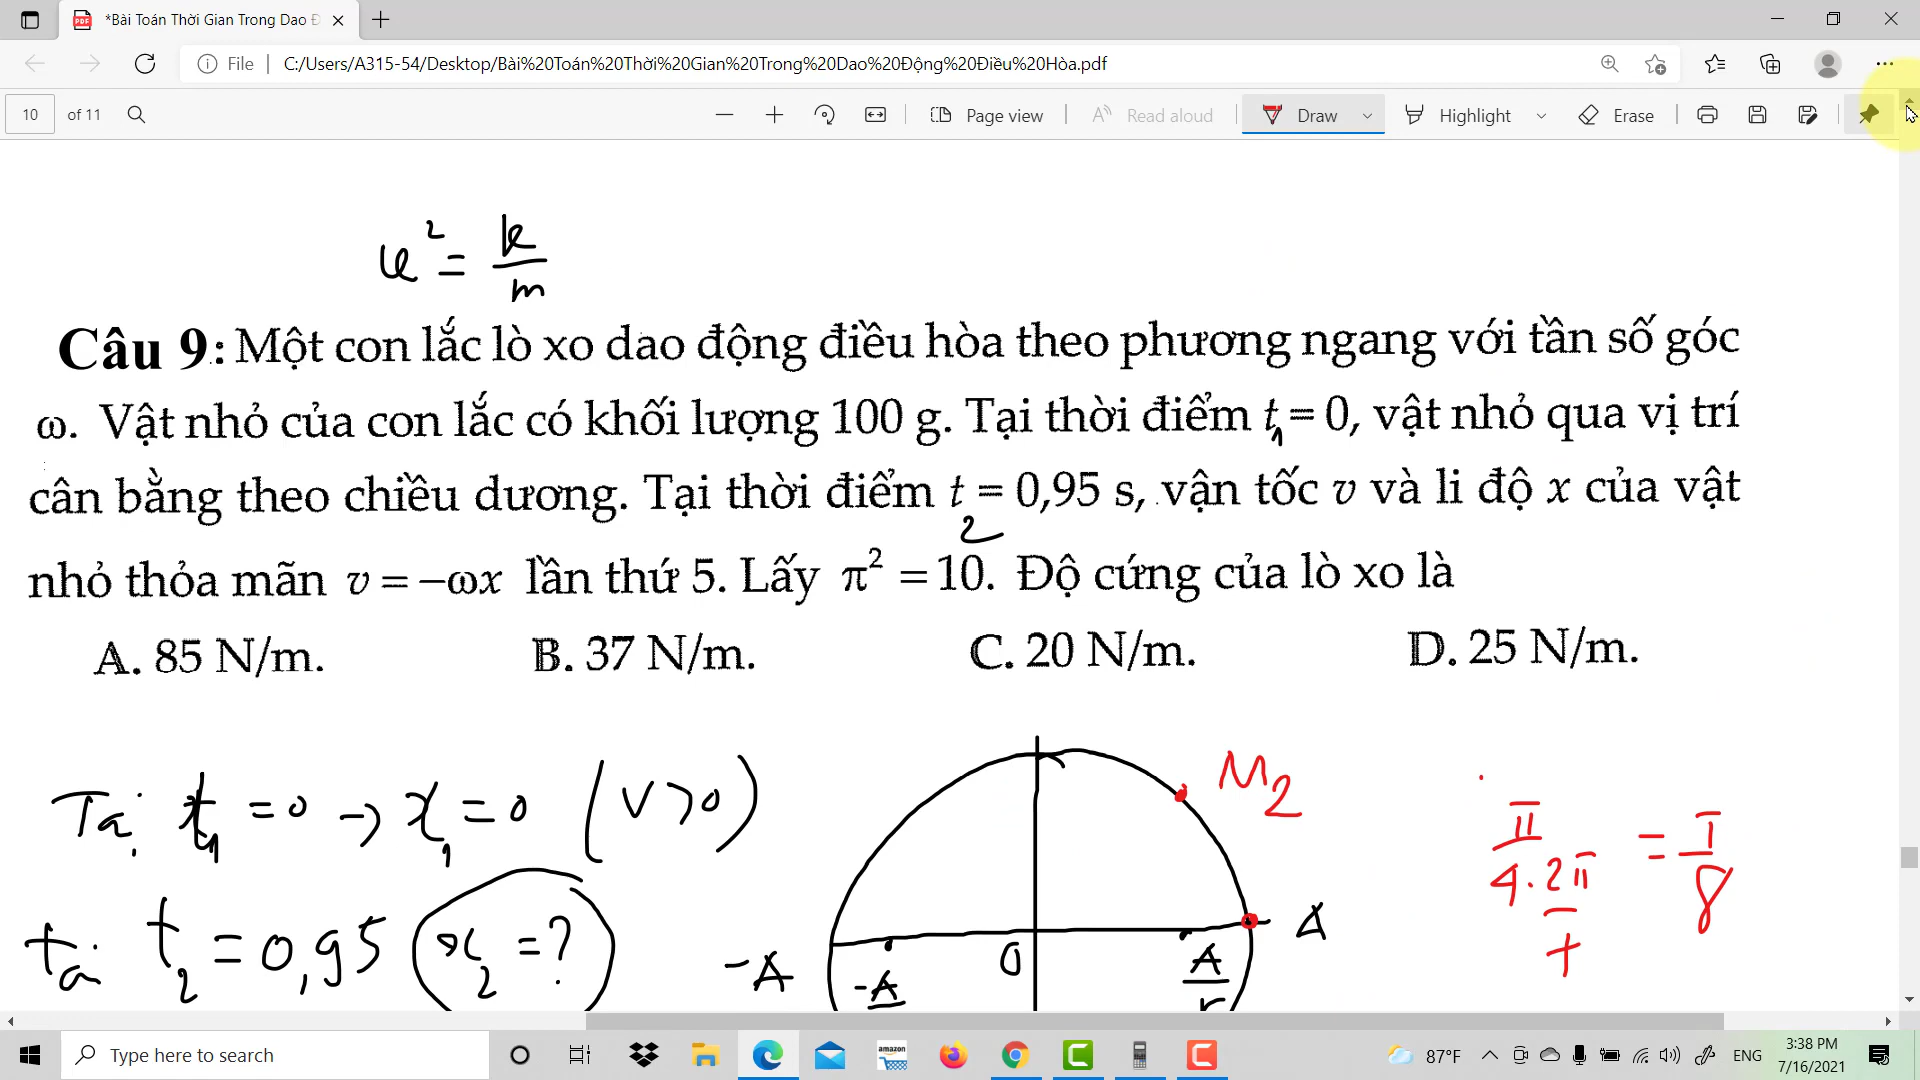 *Bài Toán Thời Gian Trong Dao Đ
File
C:/Users/A315-54/Desktop/Bài%20Toán%20Thời%20Gian%20Trong%20Dao%20Động%20Điều%20Hòa.pdf
10 of 11
Page view
Read aloud
Draw
Highlight
Erase
ω² = k/m
Câu 9: Một con lắc lò xo dao động điều hòa theo phương ngang với tần số góc
ω. Vật nhỏ của con lắc có khối lượng 100 g. Tại thời điểm t₁ = 0, vật nhỏ qua vị trí
cân bằng theo chiều dương. Tại thời điểm t₂ = 0,95 s, vận tốc v và li độ x của vật
nhỏ thỏa mãn v = −ωx lần thứ 5. Lấy π² = 10. Độ cứng của lò xo là
A. 85 N/m. B. 37 N/m. C. 20 N/m. D. 25 N/m.
Tại t₁ = 0 → x₁ = 0 (v > 0)
M₂
π/(4.2π/T) = T/8
tại t₂ = 0,95 x₂ = ?
-A
-A
0
A
A
Type here to search
amazon
87°F
ENG
3:38 PM
7/16/2021